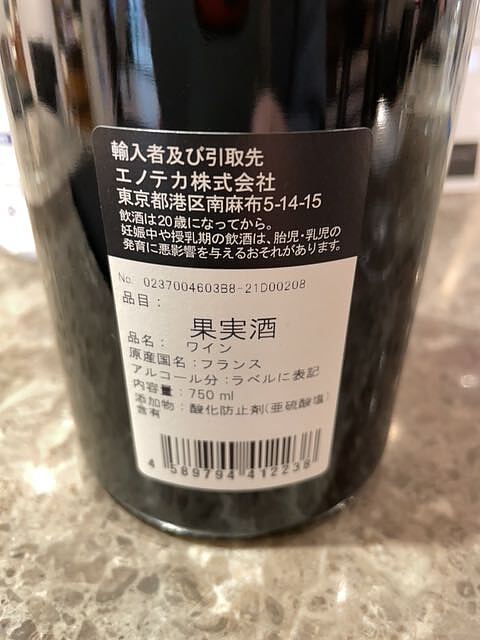 輸入者及び引取先
エノテカ株式会社
東京都港区南麻布5-14-15
飲酒は20歳になってから。
妊娠中や授乳期の飲酒は、胎児・乳児の
発育に悪影響を与えるおそれがあります。
No. 0237004603B8-21D00208
品目：
果実酒
品名： ワイン
原産国名：フランス
アルコール分：ラベルに表記
内容量：750 ml
添加物：酸化防止剤(亜硫酸塩)
含有
4 589794 412238